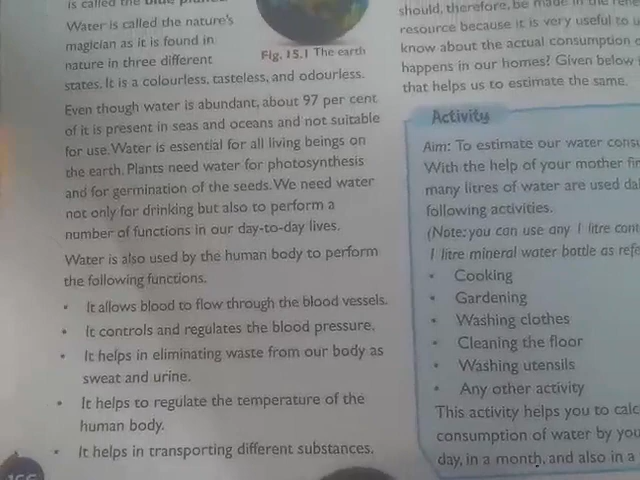 is called the blue
Water is called the nature's
magician as it is found in
nature in three different
Fig. 15.1 The earth
states. It is a colourless, tasteless, and odourless.
Even though water is abundant, about 97 per cent
of it is present in seas and oceans and not suitable
for use. Water is essential for all living beings on
the earth. Plants need water for photosynthesis
and for germination of the seeds. We need water
not only for drinking but also to perform a
number of functions in our day-to-day lives.
Water is also used by the human body to perform
the following functions.
• It allows blood to flow through the blood vessels.
• It controls and regulates the blood pressure.
• It helps in eliminating waste from our body as
sweat and urine.
• It helps to regulate the temperature of the
human body.
• It helps in transporting different substances.
should, therefore, be made in the
resource because it is very useful to u
know about the actual consumption o
happens in our homes? Given below
that helps us to estimate the same.
Activity
Aim: To estimate our water consu
With the help of your mother fin
many litres of water are used dai
following activities.
(Note: you can use any 1 litre cont
1 litre mineral water bottle as refe
• Cooking
• Gardening
• Washing clothes
• Cleaning the floor
• Washing utensils
• Any other activity
This activity helps you to calc
consumption of water by you
day, in a month, and also in a